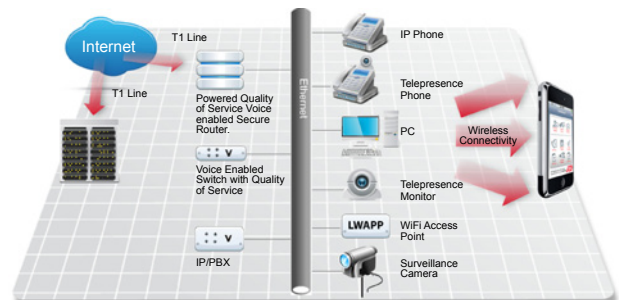 Internet
T1 Line
T1 Line
Powered Quality
of Service Voice
enabled Secure
Router.
V
Voice Enabled
Switch with Quality
of Service
V
IP/PBX
Ethernet
IP Phone
Telepresence
Phone
PC
Wireless
Connectivity
Telepresence
Monitor
LWAPP
WiFi Access
Point
Surveillance
Camera